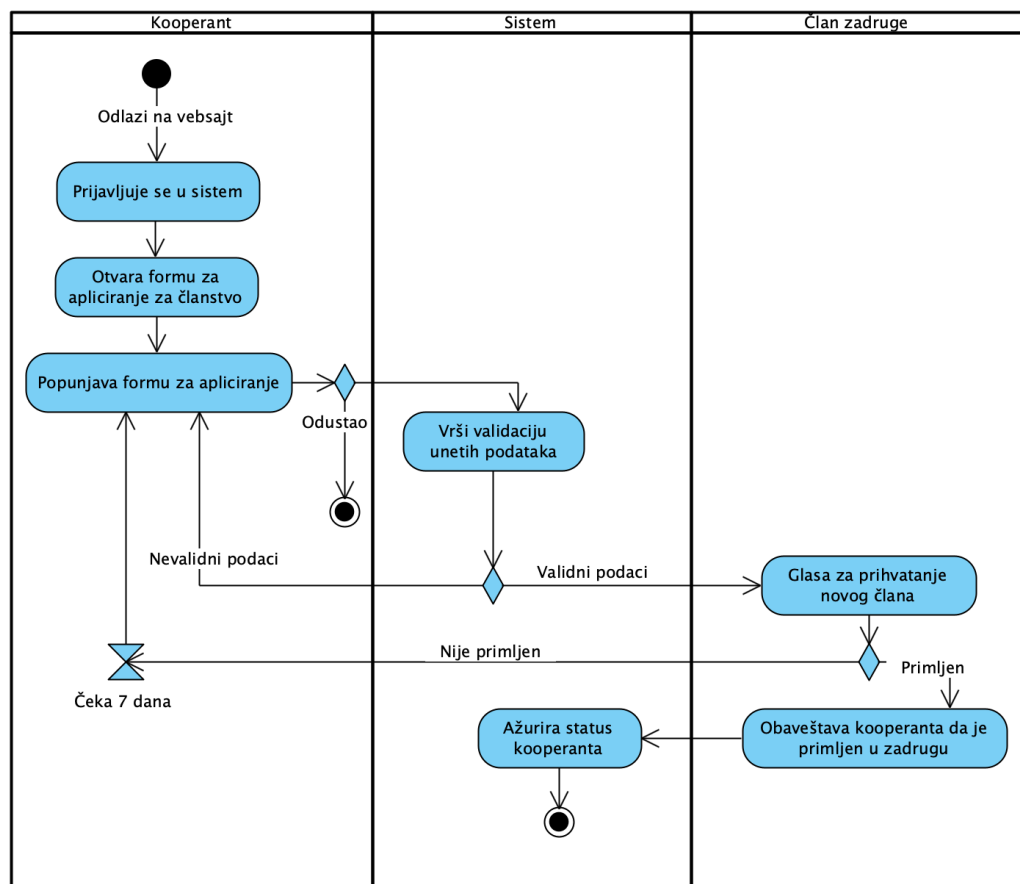 Kooperant
Sistem
Član zadruge
Odlazi na vebsajt
Prijavljuje se u sistem
Otvara formu za
apliciranje za članstvo
Popunjava formu za apliciranje
Odustao
Vrši validaciju
unetih podataka
Nevalidni podaci
Validni podaci
Glasa za prihvatanje
novog člana
Nije primljen
Primljen
Čeka 7 dana
Ažurira status
kooperanta
Obaveštava kooperanta da je
primljen u zadrugu